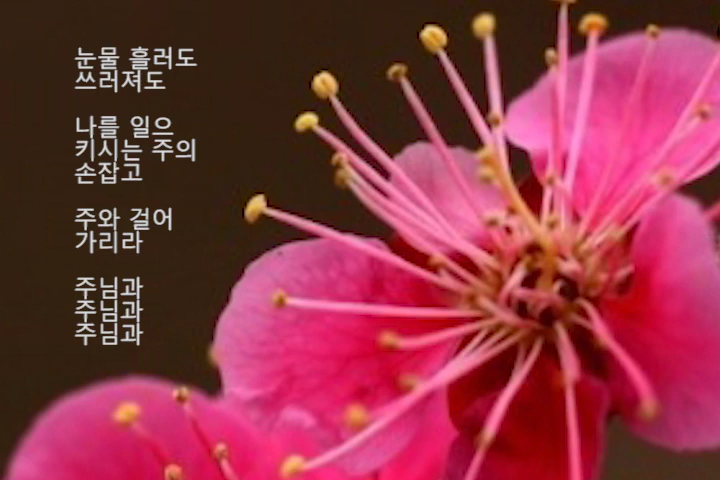 눈물 흘러도
쓰러져도
나를 일으
키시는 주의
손잡고
주와 걸어
가리라
주님과
주님과
주님과